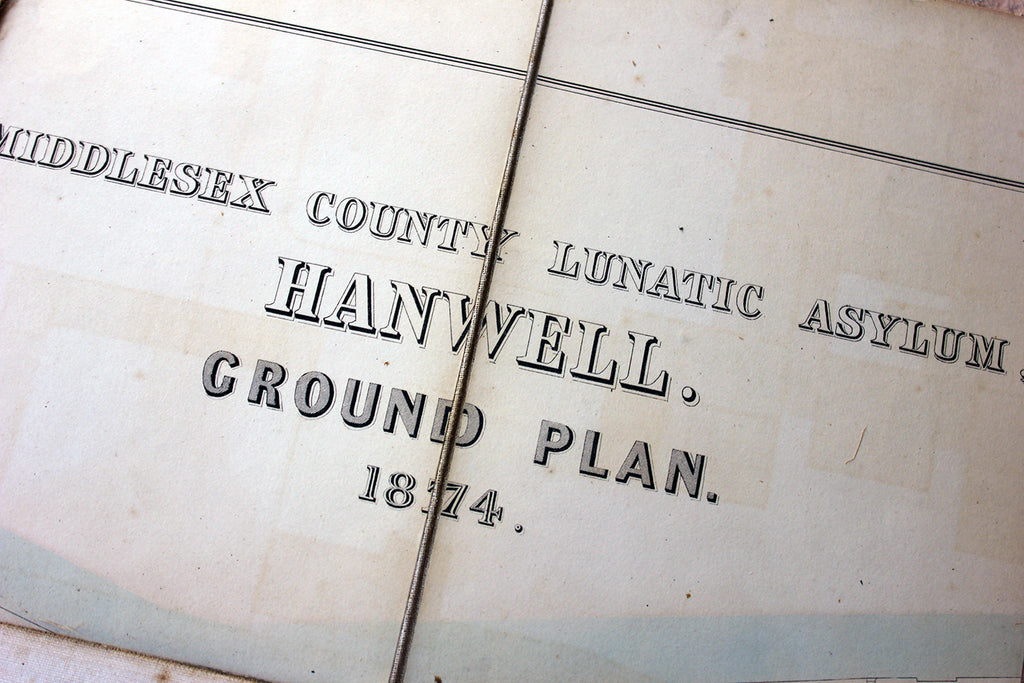 MIDDLESEX COUNTY LUNATIC ASYLUM,
HANWELL.
GROUND PLAN.
1874.